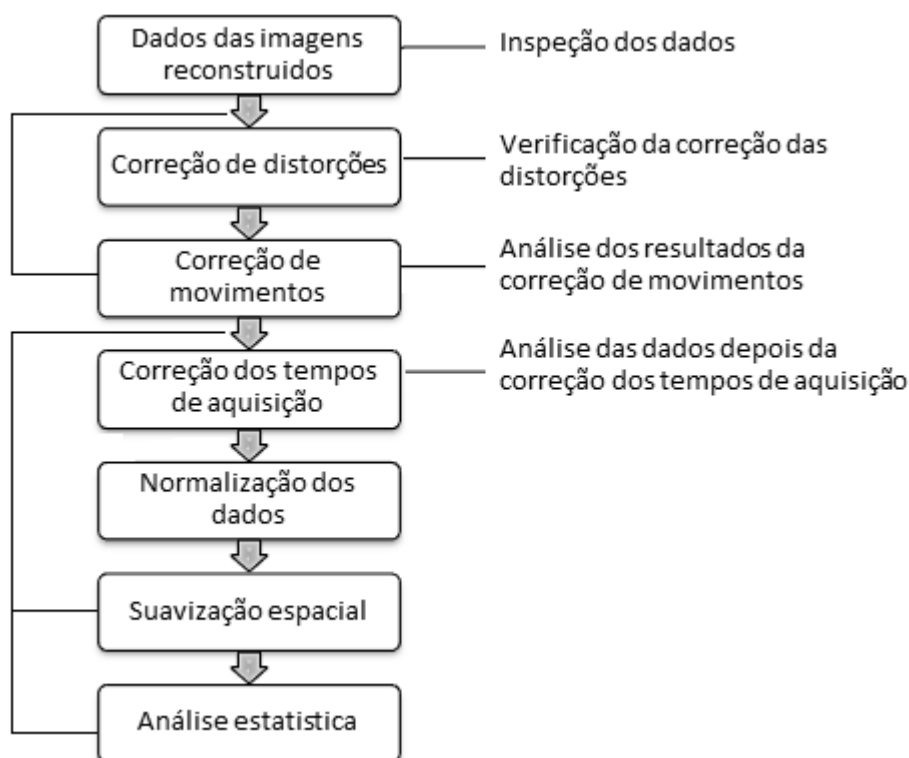 Dados das imagens
reconstruidos
Inspeção dos dados
Correção de distorções
Verificação da correção das
distorções
Correção de
movimentos
Análise dos resultados da
correção de movimentos
Correção dos tempos
de aquisição
Análise das dados depois da
correção dos tempos de aquisição
Normalização dos
dados
Suavização espacial
Análise estatistica